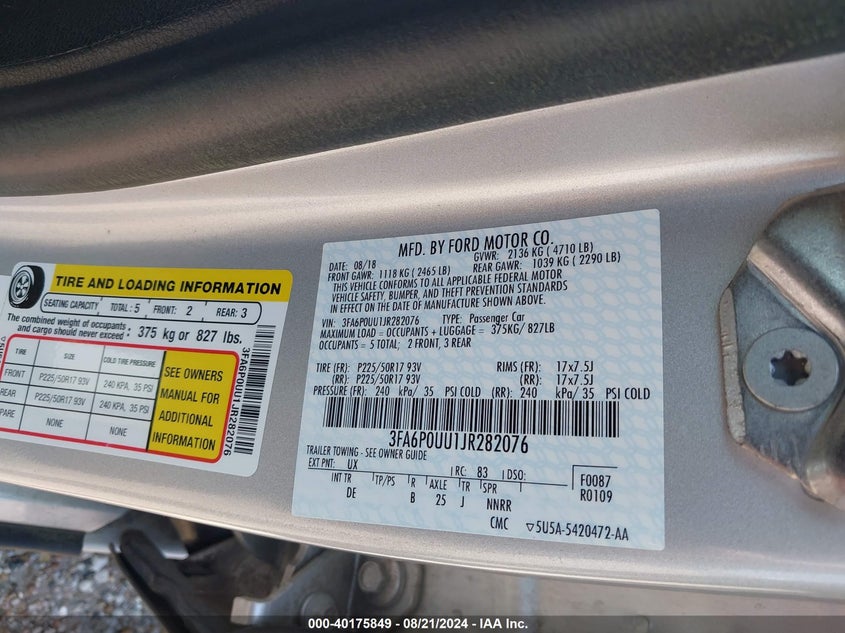 TIRE AND LOADING INFORMATION
SEATING CAPACITY TOTAL: 5 FRONT: 2 REAR: 3
The combined weight of occupants
and cargo should never exceed : 375 kg or 827 lbs.
TIRE SIZE COLD TIRE PRESSURE
FRONT P225/50R17 93V 240 KPA, 35 PSI
REAR P225/50R17 93V 240 KPA, 35 PSI
SPARE NONE NONE
SEE OWNERS
MANUAL FOR
ADDITIONAL
INFORMATION
3FA6P0UU1JR282076
MFD. BY FORD MOTOR CO.
DATE: 08/18 GVWR: 2136 KG ( 4710 LB)
FRONT GAWR: 1118 KG ( 2465 LB) REAR GAWR: 1039 KG ( 2290 LB)
THIS VEHICLE CONFORMS TO ALL APPLICABLE FEDERAL MOTOR
VEHICLE SAFETY, BUMPER, AND THEFT PREVENTION STANDARDS
IN EFFECT ON THE DATE OF MANUFACTURE SHOWN ABOVE.
VIN: 3FA6P0UU1JR282076 TYPE: Passenger Car
MAXIMUM LOAD = OCCUPANTS + LUGGAGE = 375KG/ 827LB
OCCUPANTS = 5 TOTAL; 2 FRONT, 3 REAR
TIRE (FR): P225/50R17 93V RIMS (FR): 17x7.5J
(RR): P225/50R17 93V (RR): 17x7.5J
PRESSURE (FR): 240 kPa/ 35 PSI COLD (RR): 240 kPa/ 35 PSI COLD
3FA6P0UU1JR282076
TRAILER TOWING - SEE OWNER GUIDE
EXT PNT: UX RC: 83 DSO: F0087
INT TR TP/PS R AXLE TR SPR R0109
DE B 25 J NNRR
CMC ▽5U5A-5420472-AA
000-40175849 | 08/21/2024 - IAA Inc.